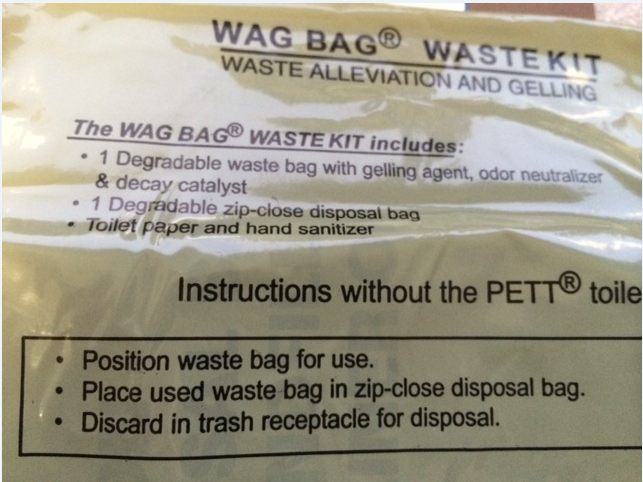 WAG BAG® WASTE KIT
WASTE ALLEVIATION AND GELLING
The WAG BAG® WASTE KIT includes:
• 1 Degradable waste bag with gelling agent, odor neutralizer
& decay catalyst
• 1 Degradable zip-close disposal bag
• Toilet paper and hand sanitizer
Instructions without the PETT® toile
• Position waste bag for use.
• Place used waste bag in zip-close disposal bag.
• Discard in trash receptacle for disposal.